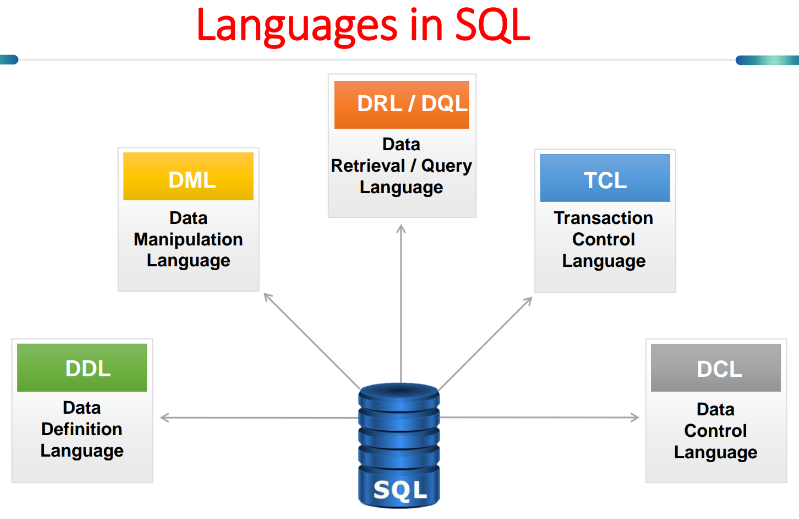 Languages in SQL
DRL / DQL
Data
Retrieval / Query
Language
DML
Data
Manipulation
Language
TCL
Transaction
Control
Language
DDL
Data
Definition
Language
DCL
Data
Control
Language
SQL